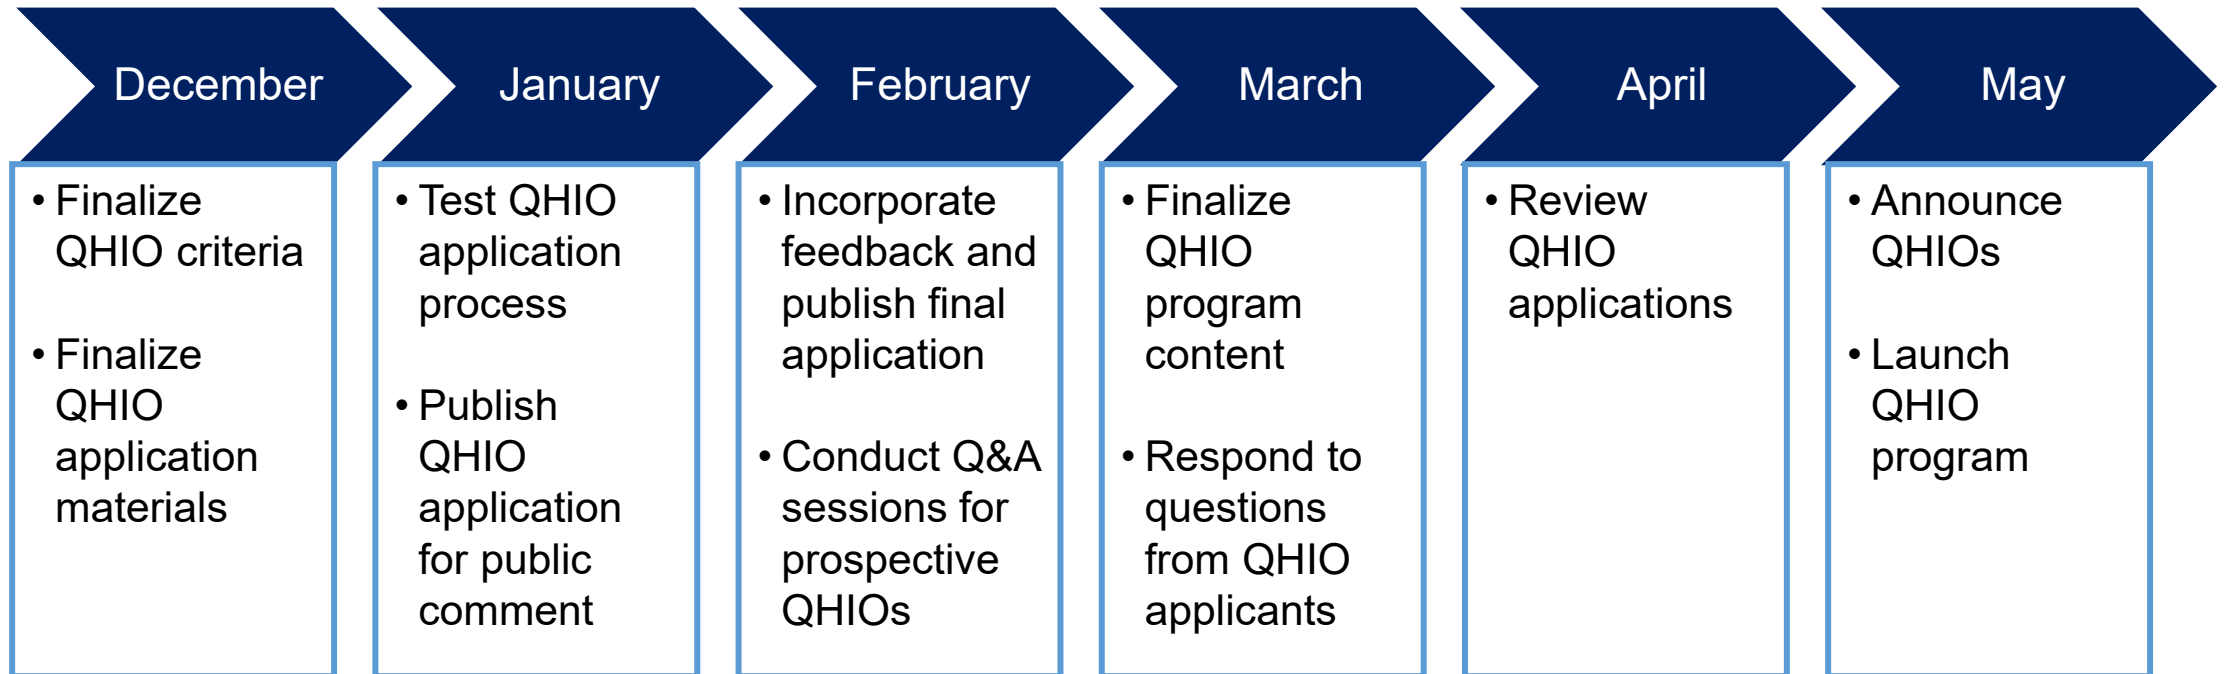 December
January
February
March
April
May
• Finalize
QHIO criteria
• Finalize
QHIO
application
materials
• Test QHIO
application
process
• Publish
QHIO
application
for public
comment
• Incorporate
feedback and
publish final
application
• Conduct Q&A
sessions for
prospective
QHIOs
• Finalize
QHIO
program
content
• Respond to
questions
from QHIO
applicants
• Review
QHIO
applications
• Announce
QHIOs
• Launch
QHIO
program